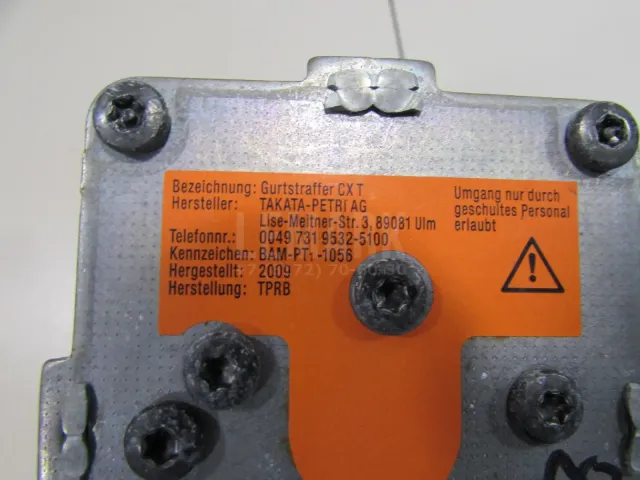 Bezeichnung: Gurtstraffer CX T
Hersteller: TAKATA-PETRI AG
Lise-Meitner-Str. 3, 89081 Ulm
Telefonnr.: 0049 731 9532-5100
Kennzeichen: BAM-PT₁-1056
Hergestellt: 2009
Herstellung: TPRB
Umgang nur durch
geschultes Personal
erlaubt